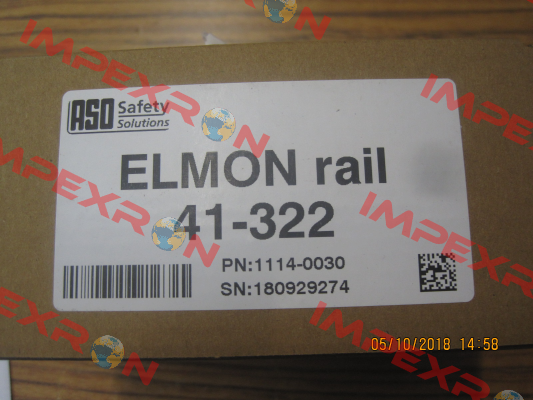 ASO Safety
Solutions
ELMON rail
41-322
PN:1114-0030
SN:180929274
05/10/2018 14:58
IMPEXRON
IMPEXRON
IMPEXRON
IMPEXRON
IMPEXRON